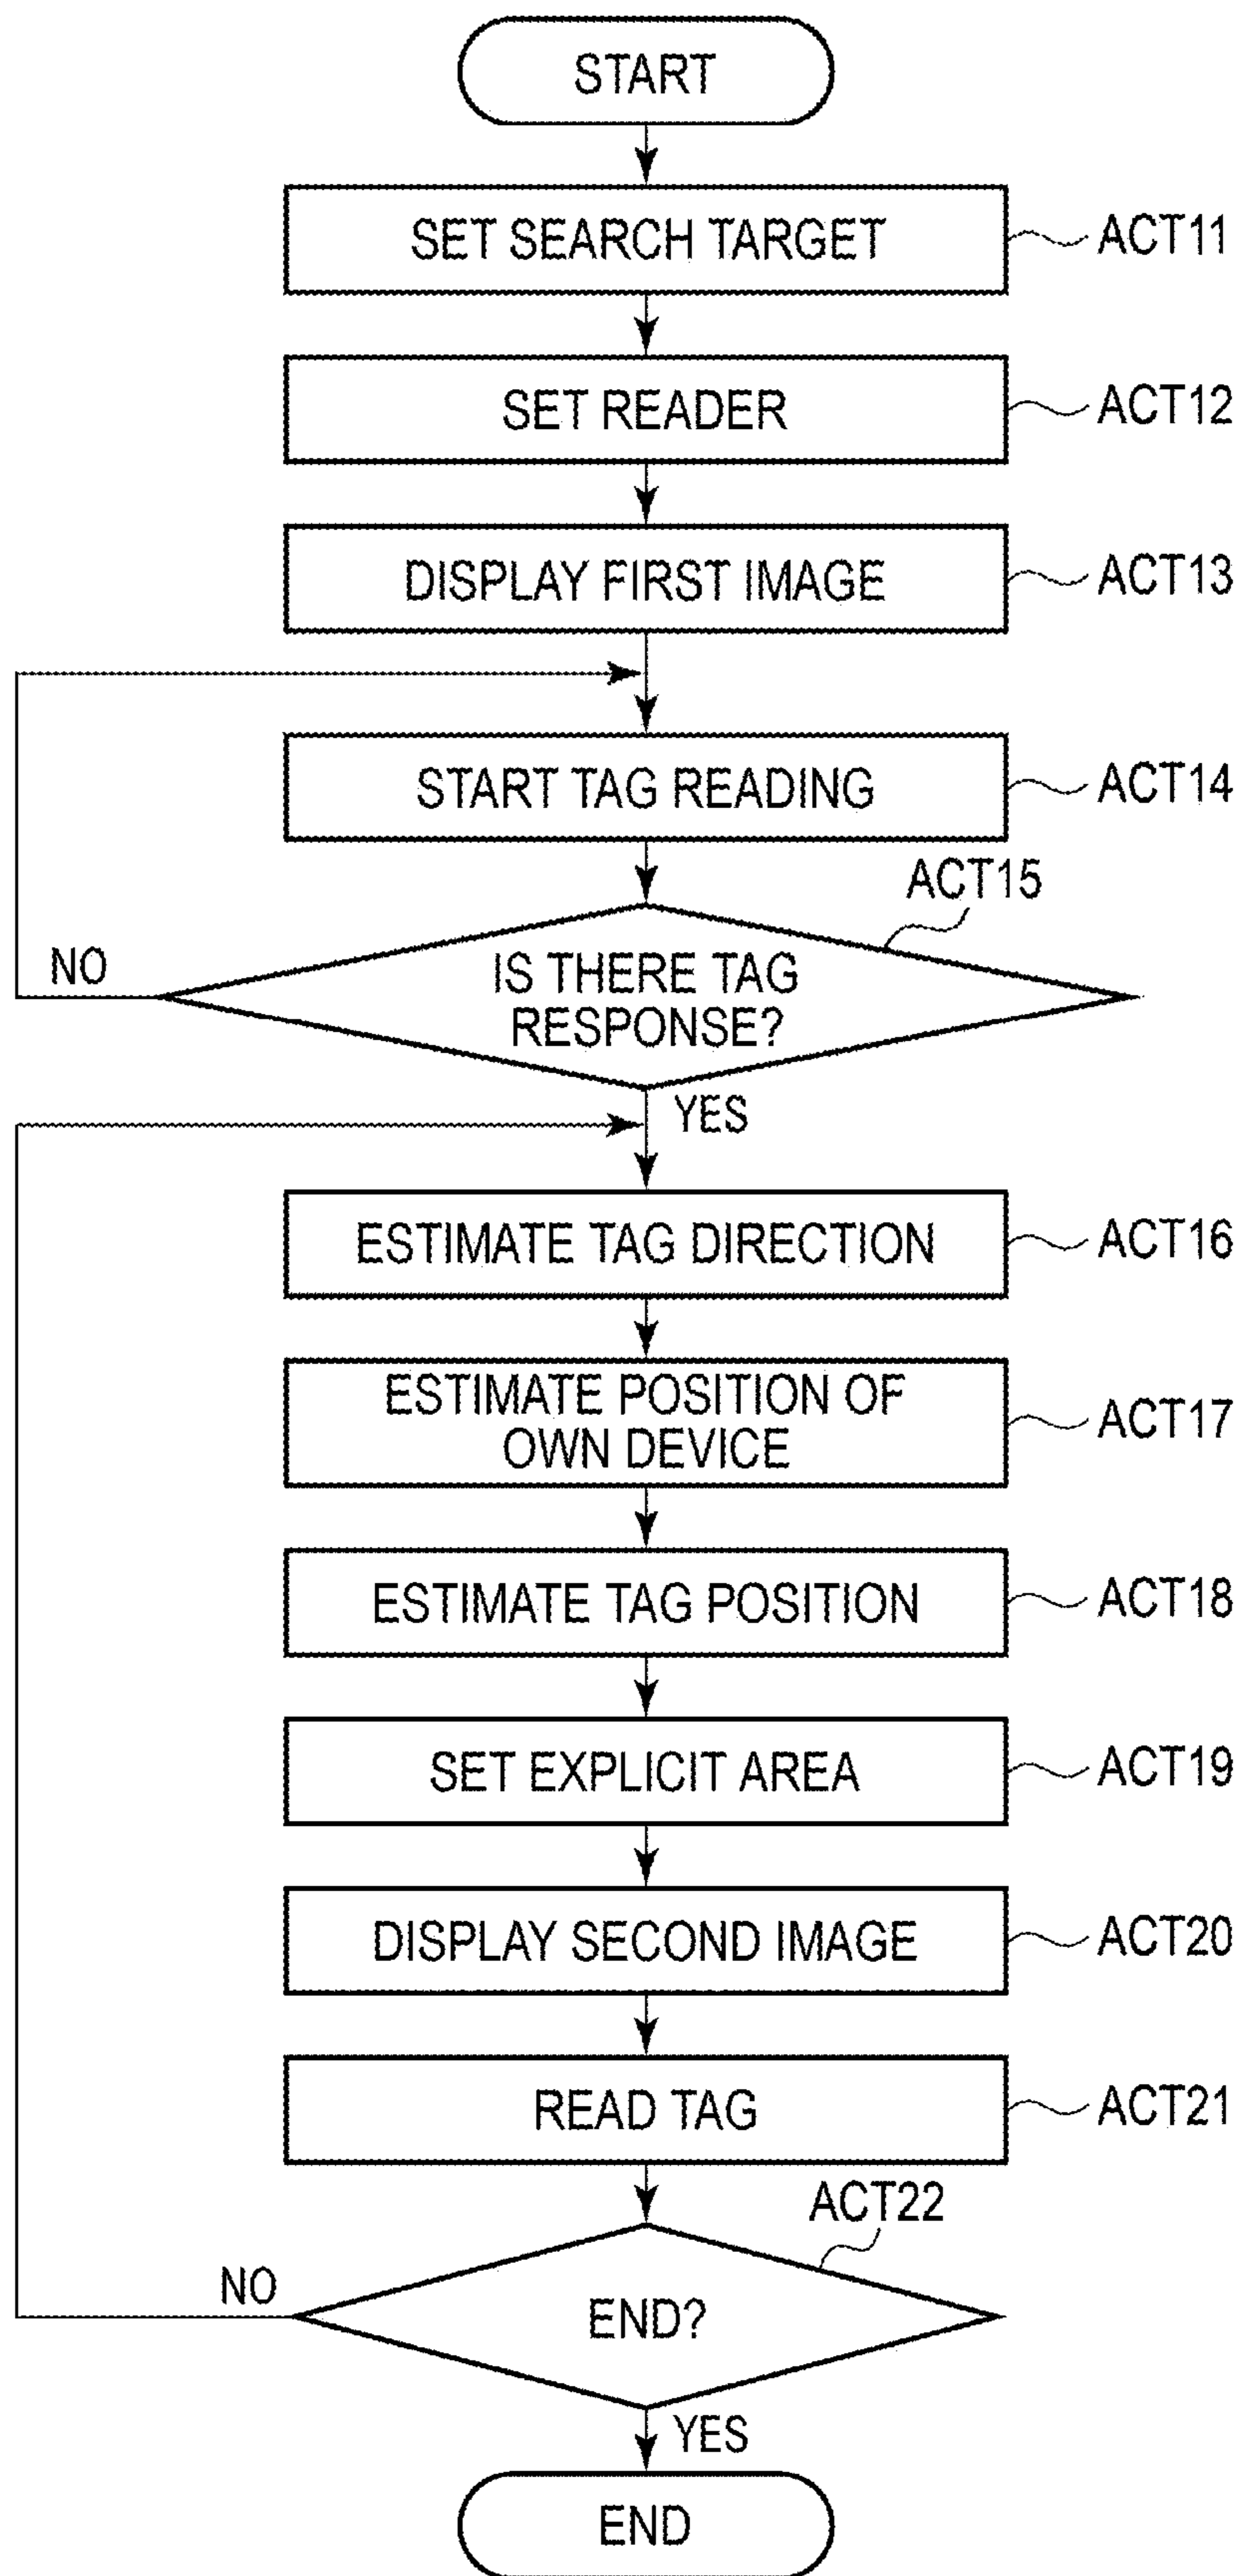 START
SET SEARCH TARGET
ACT11
SET READER
ACT12
DISPLAY FIRST IMAGE
ACT13
START TAG READING
ACT14
ACT15
IS THERE TAG
RESPONSE?
NO
YES
ESTIMATE TAG DIRECTION
ACT16
ESTIMATE POSITION OF
OWN DEVICE
ACT17
ESTIMATE TAG POSITION
ACT18
SET EXPLICIT AREA
ACT19
DISPLAY SECOND IMAGE
ACT20
READ TAG
ACT21
ACT22
NO
END?
YES
END